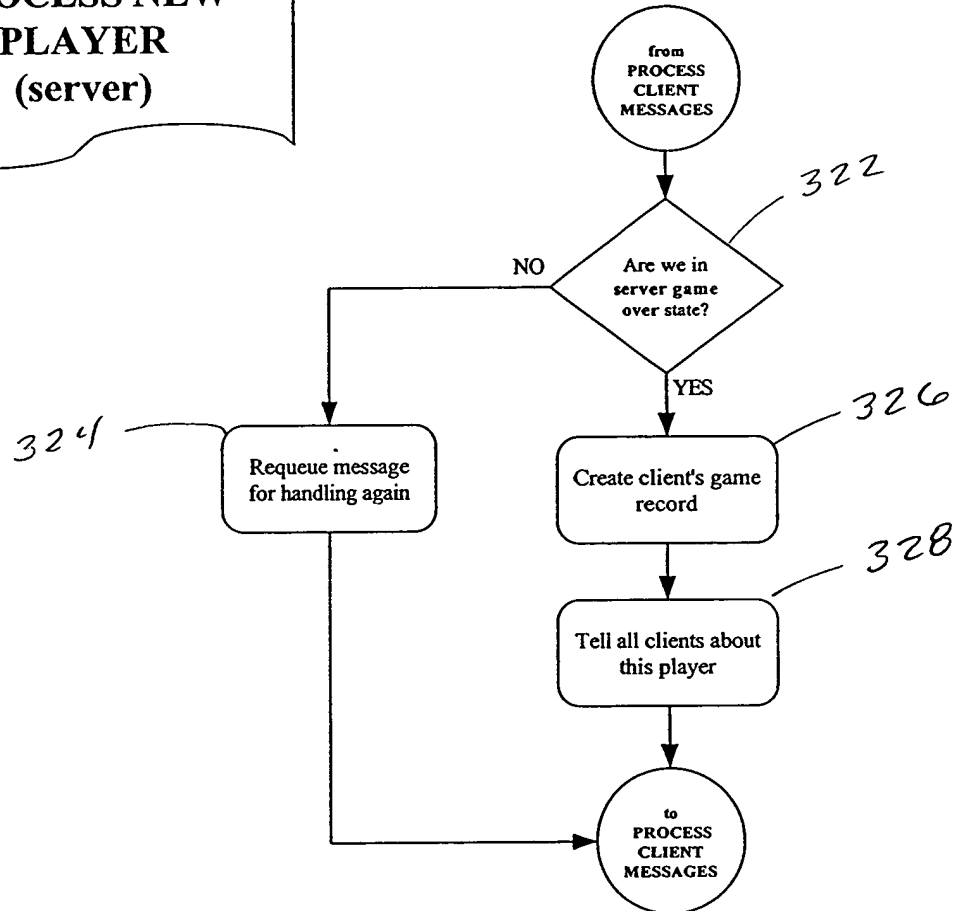 PLAYER
(server)
from
PROCESS
CLIENT
MESSAGES
322
Are we in
server game
over state?
NO
YES
324
Requeue message
for handling again
326
Create client's game
record
328
Tell all clients about
this player
to
PROCESS
CLIENT
MESSAGES